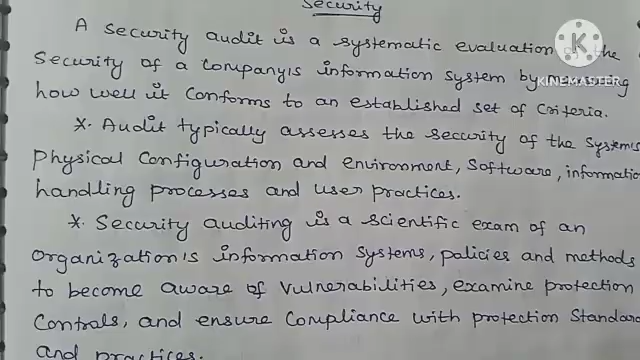 Security
A security audit is a systematic evaluation of the
Security of a company's information system by measuring
how well it conforms to an established set of criteria.
*. Audit typically assesses the security of the systems
Physical configuration and environment, software, information
handling processes and user practices.
*. Security auditing is a scientific exam of an
organization's information systems, policies and methods
to become aware of vulnerabilities, examine protection
Controls, and ensure compliance with protection Standard
and practices.
KINEMASTER